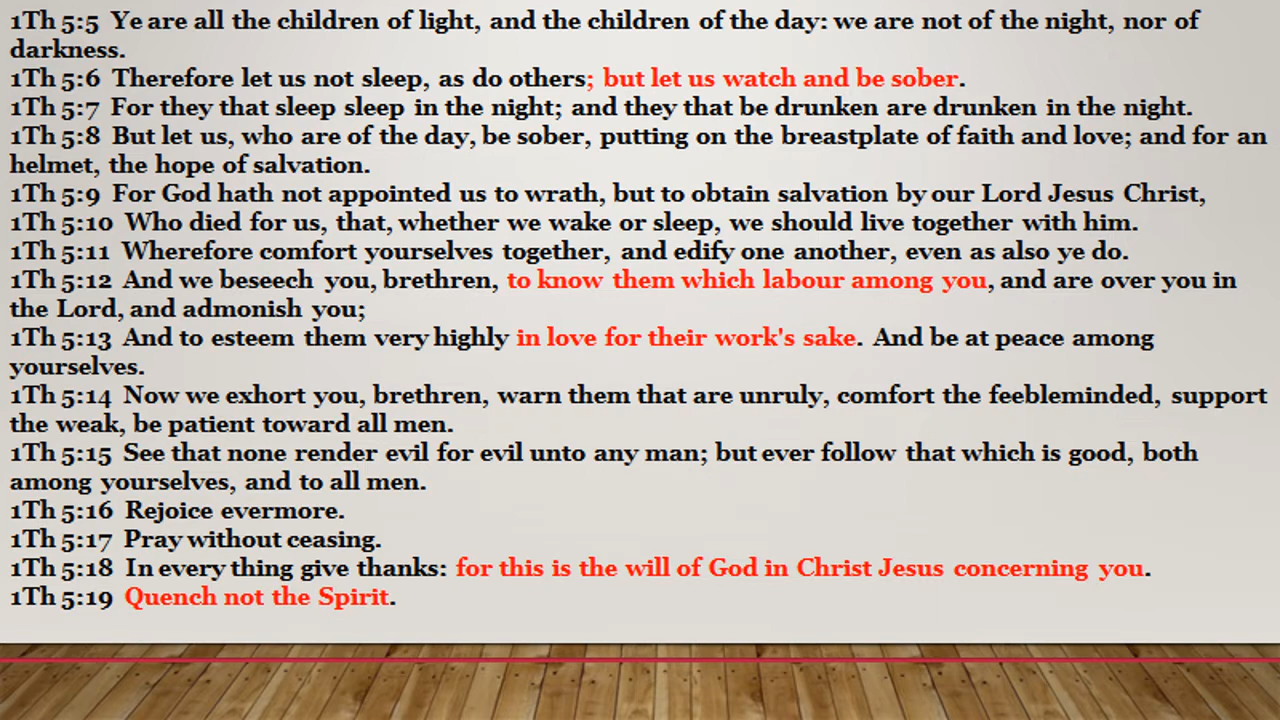 1Th 5:5 Ye are all the children of light, and the children of the day: we are not of the night, nor of
darkness.
1Th 5:6 Therefore let us not sleep, as do others; but let us watch and be sober.
1Th 5:7 For they that sleep sleep in the night; and they that be drunken are drunken in the night.
1Th 5:8 But let us, who are of the day, be sober, putting on the breastplate of faith and love; and for an
helmet, the hope of salvation.
1Th 5:9 For God hath not appointed us to wrath, but to obtain salvation by our Lord Jesus Christ,
1Th 5:10 Who died for us, that, whether we wake or sleep, we should live together with him.
1Th 5:11 Wherefore comfort yourselves together, and edify one another, even as also ye do.
1Th 5:12 And we beseech you, brethren, to know them which labour among you, and are over you in
the Lord, and admonish you;
1Th 5:13 And to esteem them very highly in love for their work's sake. And be at peace among
yourselves.
1Th 5:14 Now we exhort you, brethren, warn them that are unruly, comfort the feebleminded, support
the weak, be patient toward all men.
1Th 5:15 See that none render evil for evil unto any man; but ever follow that which is good, both
among yourselves, and to all men.
1Th 5:16 Rejoice evermore.
1Th 5:17 Pray without ceasing.
1Th 5:18 In every thing give thanks: for this is the will of God in Christ Jesus concerning you.
1Th 5:19 Quench not the Spirit.